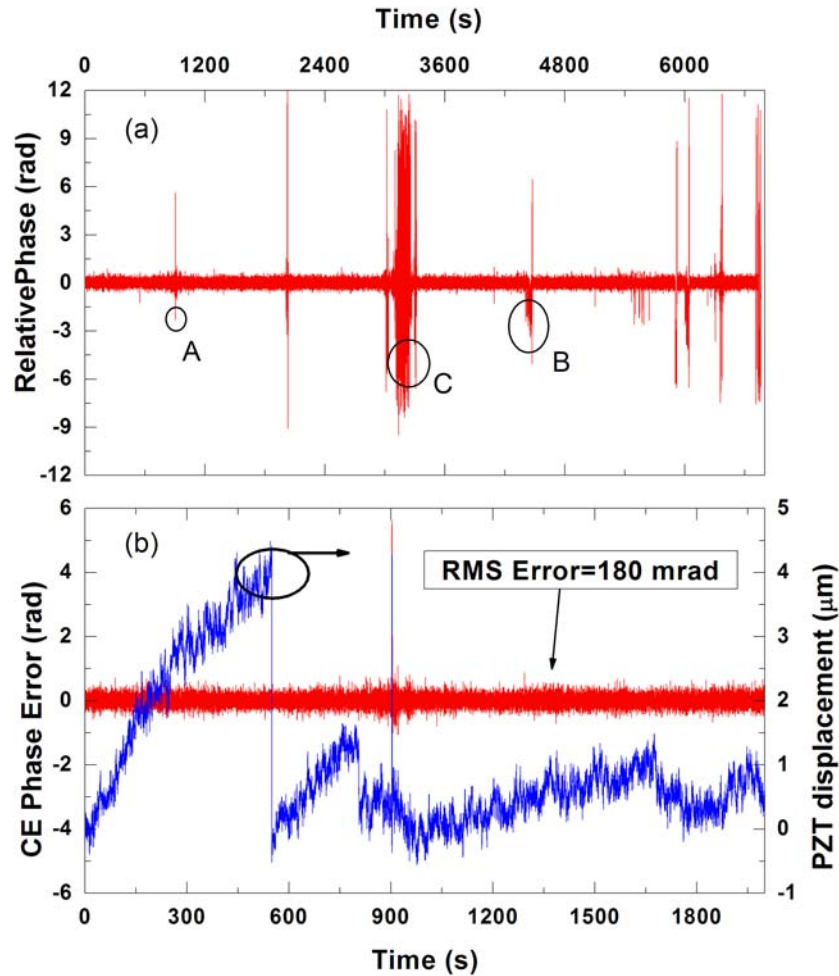 Time (s)
0 1200 2400 3600 4800 6000
12
9
6
3
0
-3
-6
-9
-12
RelativePhase (rad)
(a)
A
C
B
6
4
2
0
-2
-4
-6
CE Phase Error (rad)
(b)
RMS Error=180 mrad
5
4
3
2
1
0
-1
PZT displacement (μm)
0 300 600 900 1200 1500 1800
Time (s)